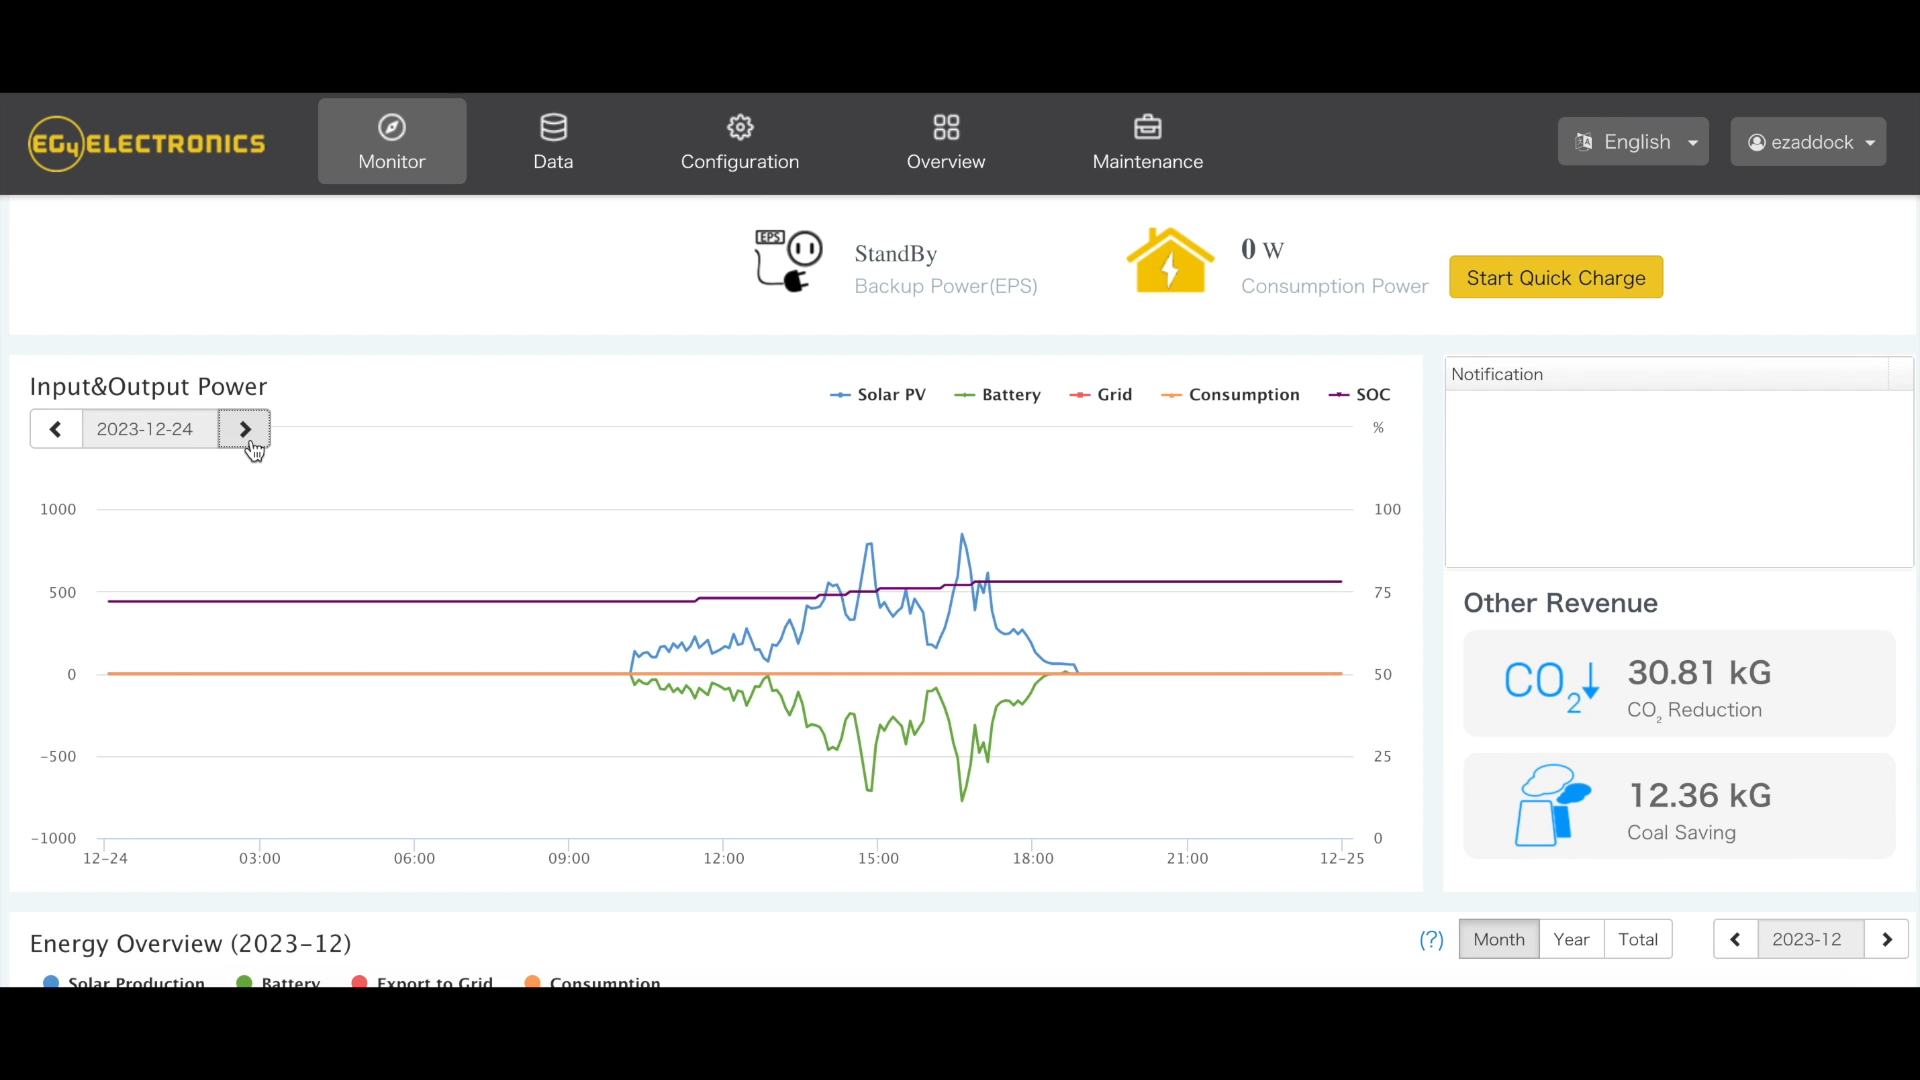 EG4 ELECTRONICS
Monitor
Data
Configuration
Overview
Maintenance
English
ezaddock
EPS
StandBy
Backup Power(EPS)
0 W
Consumption Power
Start Quick Charge
Input&Output Power
2023-12-24
Solar PV
Battery
Grid
Consumption
SOC
%
1000
500
0
-500
-1000
100
75
50
25
0
12-24
03:00
06:00
09:00
12:00
15:00
18:00
21:00
12-25
Notification
Other Revenue
CO2
30.81 kG
CO2 Reduction
12.36 kG
Coal Saving
Energy Overview (2023-12)
(?)
Month
Year
Total
2023-12
Solar Production
Battery
Export to Grid
Consumption